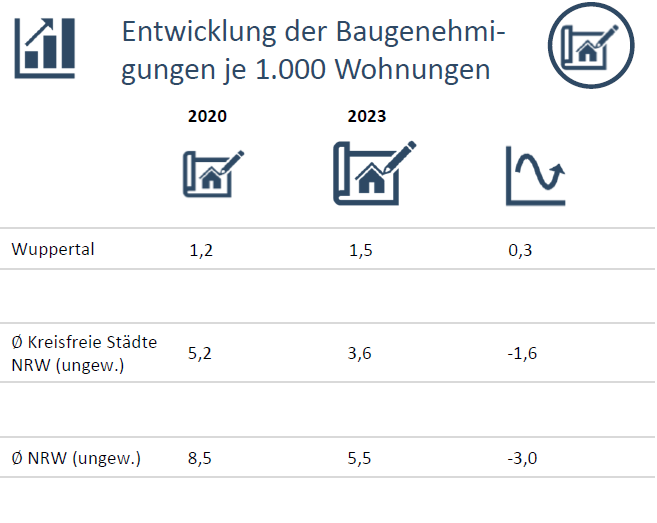 Entwicklung der Baugenehmi-
gungen je 1.000 Wohnungen
2020 2023
Wuppertal 1,2 1,5 0,3
Ø Kreisfreie Städte
NRW (ungew.) 5,2 3,6 -1,6
Ø NRW (ungew.) 8,5 5,5 -3,0